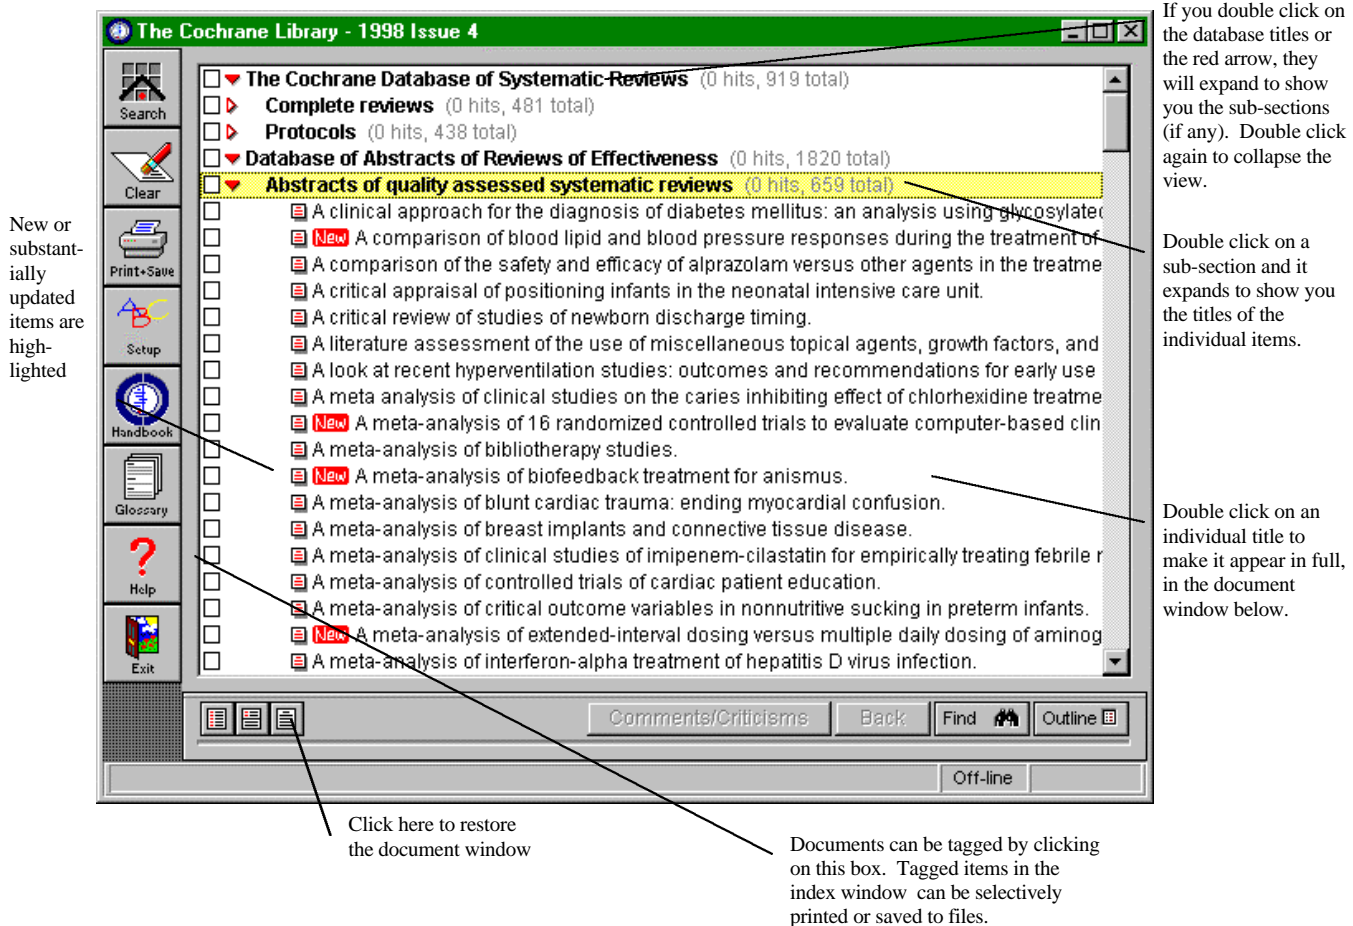 If you double click on
the database titles or
the red arrow, they
will expand to show
you the sub-sections
(if any). Double click
again to collapse the
view.
The Cochrane Library - 1998 Issue 4
Search
Clear
Print+Save
Setup
Handbook
Glossary
Help
Exit
The Cochrane Database of Systematic Reviews (0 hits, 919 total)
Complete reviews (0 hits, 481 total)
Protocols (0 hits, 438 total)
Database of Abstracts of Reviews of Effectiveness (0 hits, 1820 total)
Abstracts of quality assessed systematic reviews (0 hits, 659 total)
A clinical approach for the diagnosis of diabetes mellitus: an analysis using glycosylated
New A comparison of blood lipid and blood pressure responses during the treatment of
A comparison of the safety and efficacy of alprazolam versus other agents in the treatme
A critical appraisal of positioning infants in the neonatal intensive care unit.
A critical review of studies of newborn discharge timing.
A literature assessment of the use of miscellaneous topical agents, growth factors, and
A look at recent hyperventilation studies: outcomes and recommendations for early use
A meta analysis of clinical studies on the caries inhibiting effect of chlorhexidine treatme
New A meta-analysis of 16 randomized controlled trials to evaluate computer-based clin
A meta-analysis of bibliotherapy studies.
New A meta-analysis of biofeedback treatment for anismus.
A meta-analysis of blunt cardiac trauma: ending myocardial confusion.
A meta-analysis of breast implants and connective tissue disease.
A meta-analysis of clinical studies of imipenem-cilastatin for empirically treating febrile r
A meta-analysis of controlled trials of cardiac patient education.
A meta-analysis of critical outcome variables in nonnutritive sucking in preterm infants.
New A meta-analysis of extended-interval dosing versus multiple daily dosing of aminog
A meta-analysis of interferon-alpha treatment of hepatitis D virus infection.
Comments/Criticisms
Back
Find
Outline
Off-line
New or
substant-
ially
updated
items are
high-
lighted
Double click on a
sub-section and it
expands to show you
the titles of the
individual items.
Double click on an
individual title to
make it appear in full,
in the document
window below.
Click here to restore
the document window
Documents can be tagged by clicking
on this box. Tagged items in the
index window can be selectively
printed or saved to files.